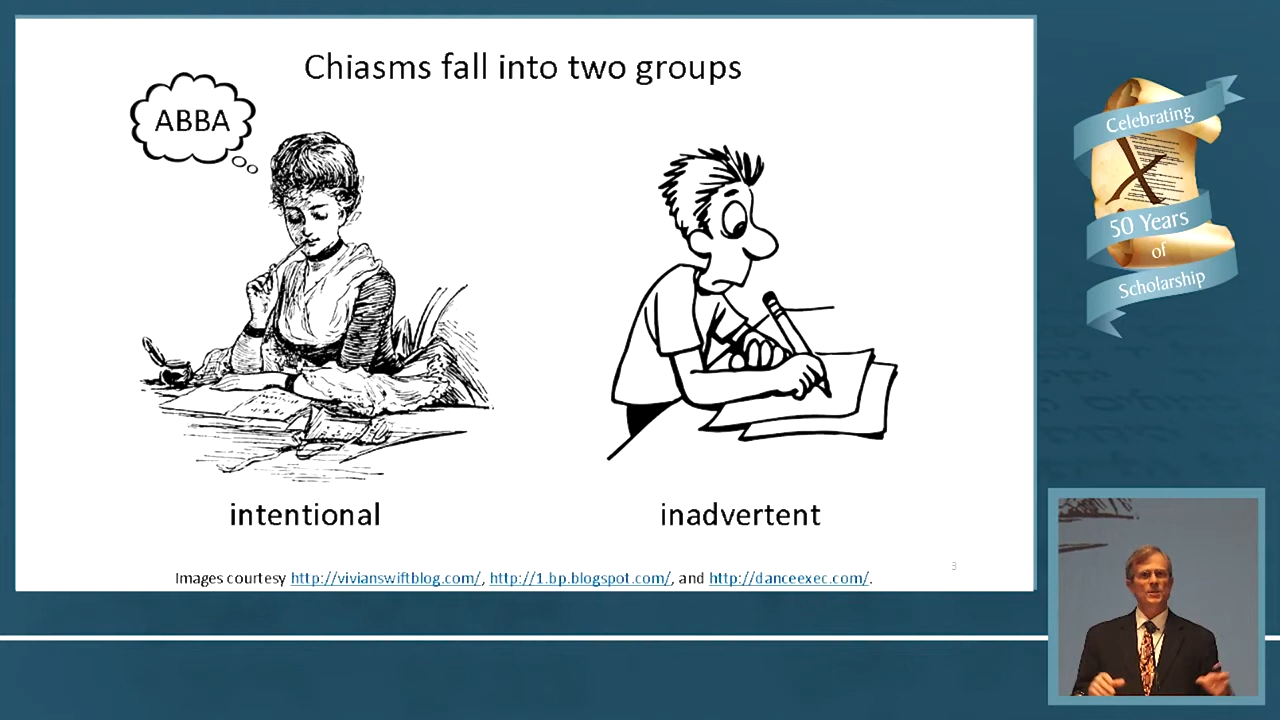 Chiasms fall into two groups
ABBA
intentional
inadvertent
Images courtesy http://vivianswiftblog.com/, http://1.bp.blogspot.com/, and http://danceexec.com/.
3
Celebrating
50 Years
of
Scholarship